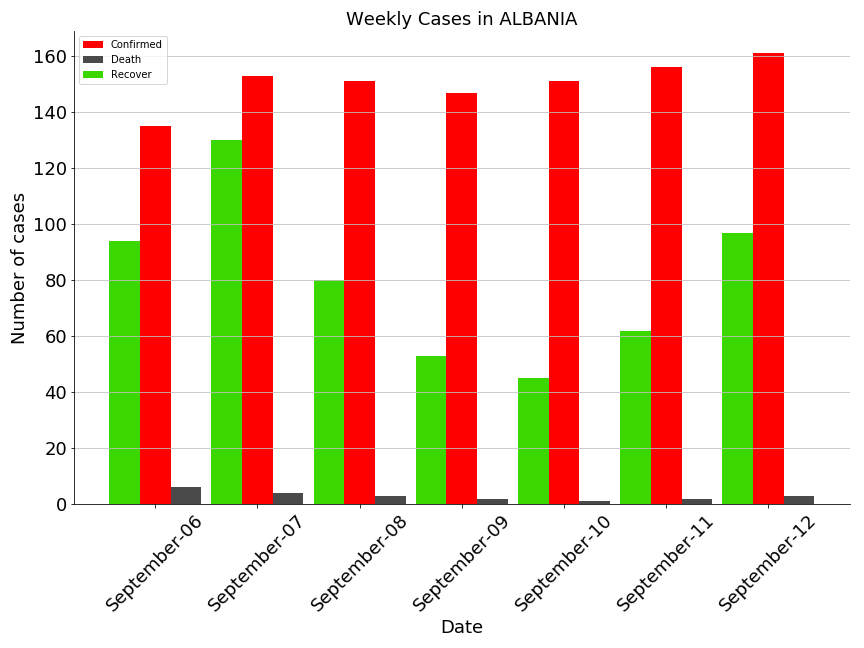 Weekly Cases in ALBANIA
Confirmed
Death
Recover
Number of cases
160
140
120
100
80
60
40
20
0
September-06
September-07
September-08
September-09
September-10
September-11
September-12
Date